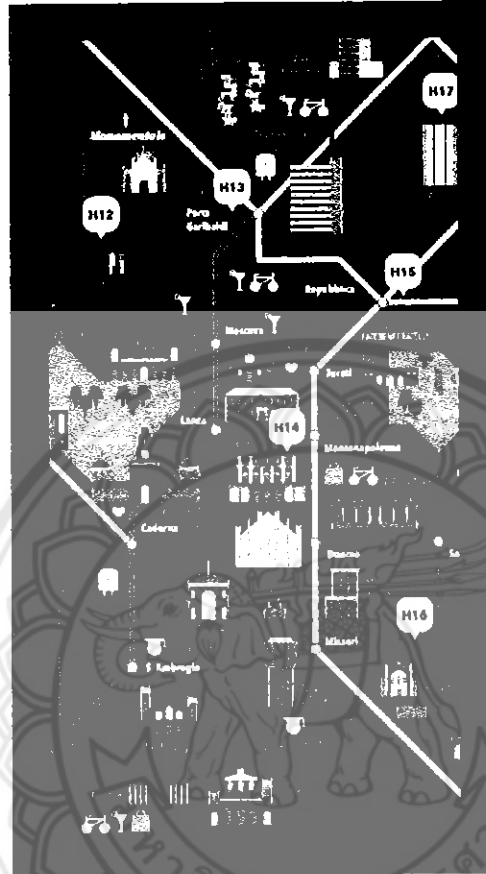 H17
Monumentale
H13
H12
Porta
Garibaldi
H15
Repubblica
Moscova
Turati
Lanza
H14
Montenapoleone
Cadorna
Duomo
H16
Missori
S. Ambrogio